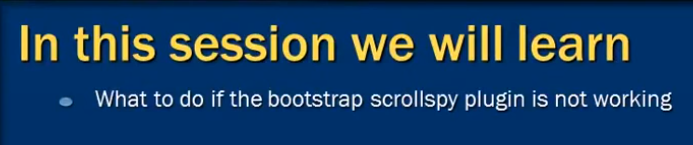 In this session we will learn
What to do if the bootstrap scrollspy plugin is not working